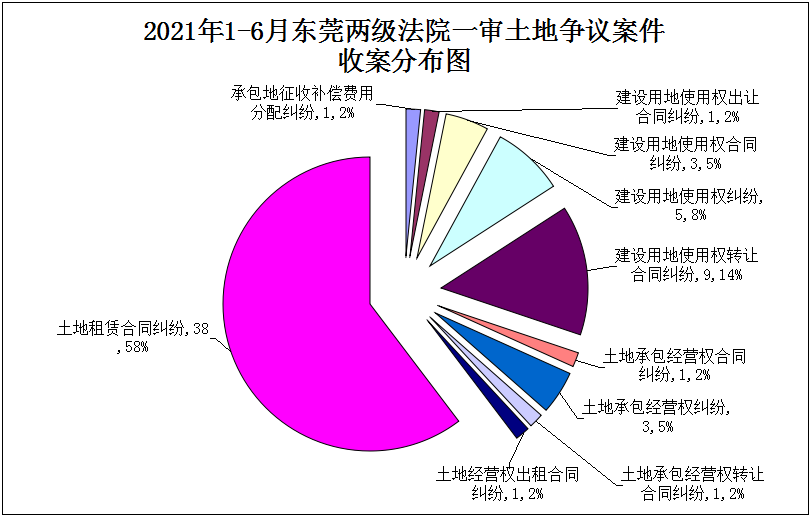 2021年1-6月东莞两级法院一审土地争议案件
收案分布图
承包地征收补偿费用
分配纠纷,1,2%
建设用地使用权出让
合同纠纷,1,2%
建设用地使用权合同
纠纷,3,5%
建设用地使用权纠纷,
5,8%
建设用地使用权转让
合同纠纷,9,14%
土地租赁合同纠纷,38
,58%
土地承包经营权合同
纠纷,1,2%
土地承包经营权纠纷,
3,5%
土地经营权出租合同
纠纷,1,2%
土地承包经营权转让
合同纠纷,1,2%